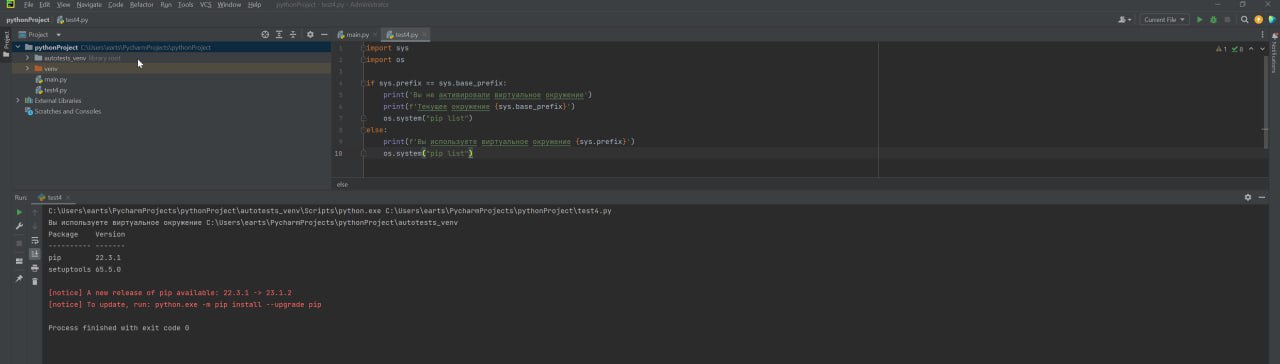 File Edit View Navigate Code Refactor Run Tools VCS Window Help pythonProject - test4.py - Administrator
pythonProject test4.py Current File
Project main.py test4.py
Project
pythonProject C:\Users\earts\PycharmProjects\pythonProject
autotests_venv library root
venv
main.py
test4.py
External Libraries
Scratches and Consoles
1 import sys
2 import os
3
4 if sys.prefix == sys.base_prefix:
5 print('Вы не активировали виртуальное окружение')
6 print(f'Текущее окружение {sys.base_prefix}')
7 os.system("pip list")
8 else:
9 print(f'Вы используете виртуальное окружение {sys.prefix}')
10 os.system("pip list")
1 8
else
Notifications
Run: test4
C:\Users\earts\PycharmProjects\pythonProject\autotests_venv\Scripts\python.exe C:\Users\earts\PycharmProjects\pythonProject\test4.py
Вы используете виртуальное окружение C:\Users\earts\PycharmProjects\pythonProject\autotests_venv
Package Version
---------- -------
pip 22.3.1
setuptools 65.5.0
[notice] A new release of pip available: 22.3.1 -> 23.1.2
[notice] To update, run: python.exe -m pip install --upgrade pip
Process finished with exit code 0